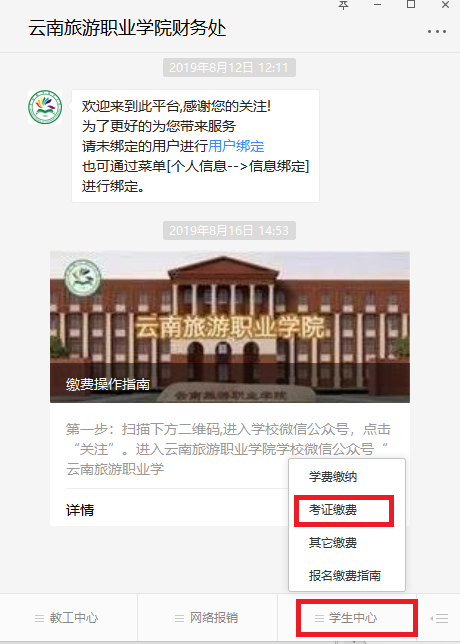 云南旅游职业学院财务处
2019年8月12日 12:11
欢迎来到此平台,感谢您的关注!
为了更好的为您带来服务
请未绑定的用户进行用户绑定
也可通过菜单[个人信息-->信息绑定]
进行绑定。
2019年8月16日 14:53
云南旅游职业学院
云南旅游职业学院
缴费操作指南
第一步：扫描下方二维码,进入学校微信公众号，点击
“关注”。进入云南旅游职业学院学校微信公众号“
云南旅游职业学
详情
学费缴纳
考证缴费
其它缴费
报名缴费指南
教工中心
网络报销
学生中心